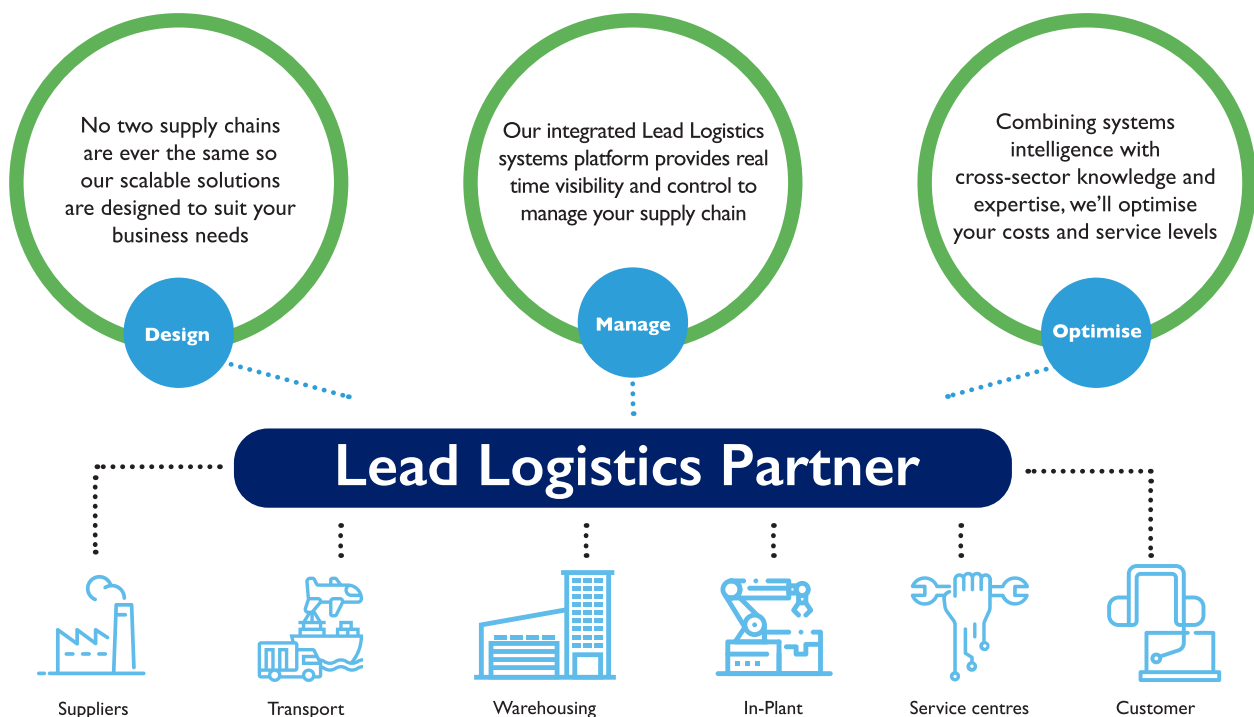 No two supply chains
are ever the same so
our scalable solutions
are designed to suit your
business needs
Design
Our integrated Lead Logistics
systems platform provides real
time visibility and control to
manage your supply chain
Manage
Combining systems
intelligence with
cross-sector knowledge and
expertise, we'll optimise
your costs and service levels
Optimise
Lead Logistics Partner
Suppliers
Transport
Warehousing
In-Plant
Service centres
Customer